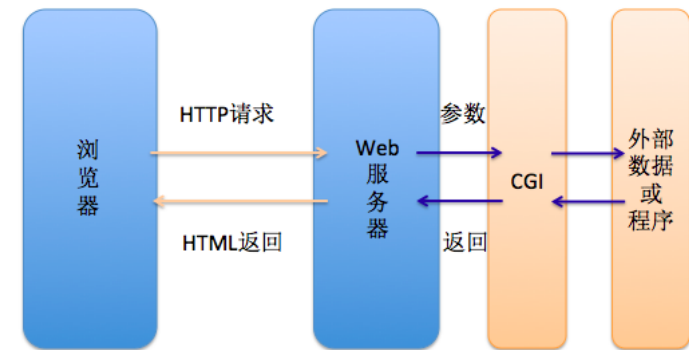 HTTP请求
参数
浏
览
器
Web
服
务
器
CGI
外部
数据
或
程序
HTML返回
返回